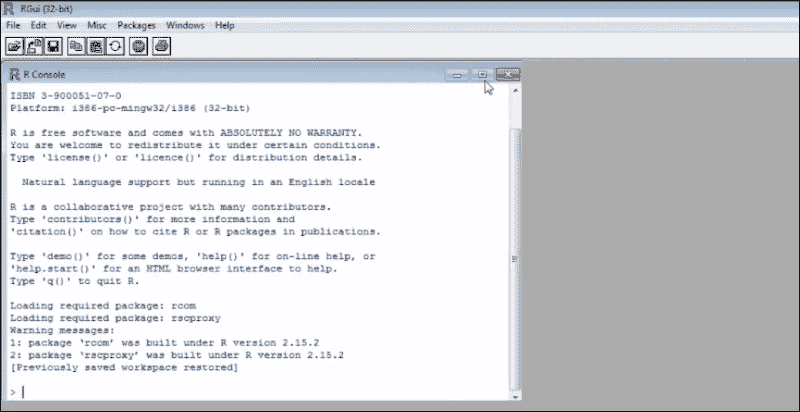 RGui (32-bit)
File Edit View Misc Packages Windows Help
R Console
ISBN 3-900051-07-0
Platform: i386-pc-mingw32/i386 (32-bit)
R is free software and comes with ABSOLUTELY NO WARRANTY.
You are welcome to redistribute it under certain conditions.
Type 'license()' or 'licence()' for distribution details.
Natural language support but running in an English locale
R is a collaborative project with many contributors.
Type 'contributors()' for more information and
'citation()' on how to cite R or R packages in publications.
Type 'demo()' for some demos, 'help()' for on-line help, or
'help.start()' for an HTML browser interface to help.
Type 'q()' to quit R.
Loading required package: rcom
Loading required package: rscproxy
Warning messages:
1: package ‘rcom’ was built under R version 2.15.2
2: package ‘rscproxy’ was built under R version 2.15.2
[Previously saved workspace restored]
>